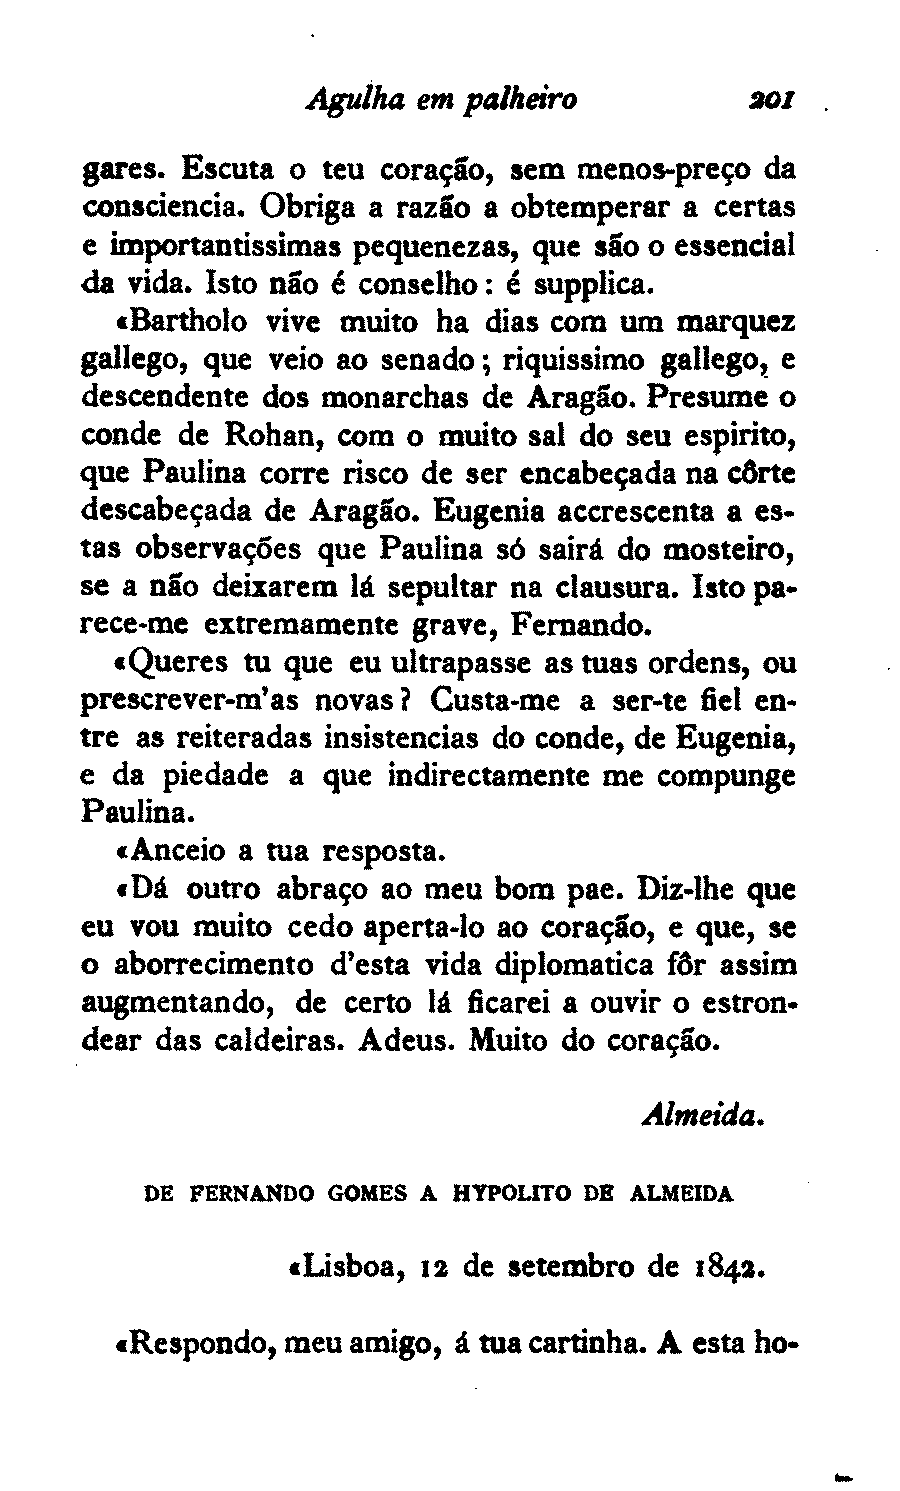 Agulha em palheiro 201
gares. Escuta o teu coração, sem menos-preço da
consciencia. Obriga a razão a obtemperar a certas
e importantissimas pequenezas, que são o essencial
da vida. Isto não é conselho: é supplica.
«Bartholo vive muito ha dias com um marquez
gallego, que veio ao senado; riquissimo gallego, e
descendente dos monarchas de Aragão. Presume o
conde de Rohan, com o muito sal do seu espirito,
que Paulina corre risco de ser encabeçada na côrte
descabeçada de Aragão. Eugenia accrescenta a es-
tas observações que Paulina só sairá do mosteiro,
se a não deixarem lá sepultar na clausura. Isto pa-
rece-me extremamente grave, Fernando.
«Queres tu que eu ultrapasse as tuas ordens, ou
prescrever-m'as novas? Custa-me a ser-te fiel en-
tre as reiteradas insistencias do conde, de Eugenia,
e da piedade a que indirectamente me compunge
Paulina.
«Anceio a tua resposta.
«Dá outro abraço ao meu bom pae. Diz-lhe que
eu vou muito cedo aperta-lo ao coração, e que, se
o aborrecimento d'esta vida diplomatica fôr assim
augmentando, de certo lá ficarei a ouvir o estron-
dear das caldeiras. Adeus. Muito do coração.
Almeida.
DE FERNANDO GOMES A HYPOLITO DE ALMEIDA
«Lisboa, 12 de setembro de 1842.
«Respondo, meu amigo, á tua cartinha. A esta ho-